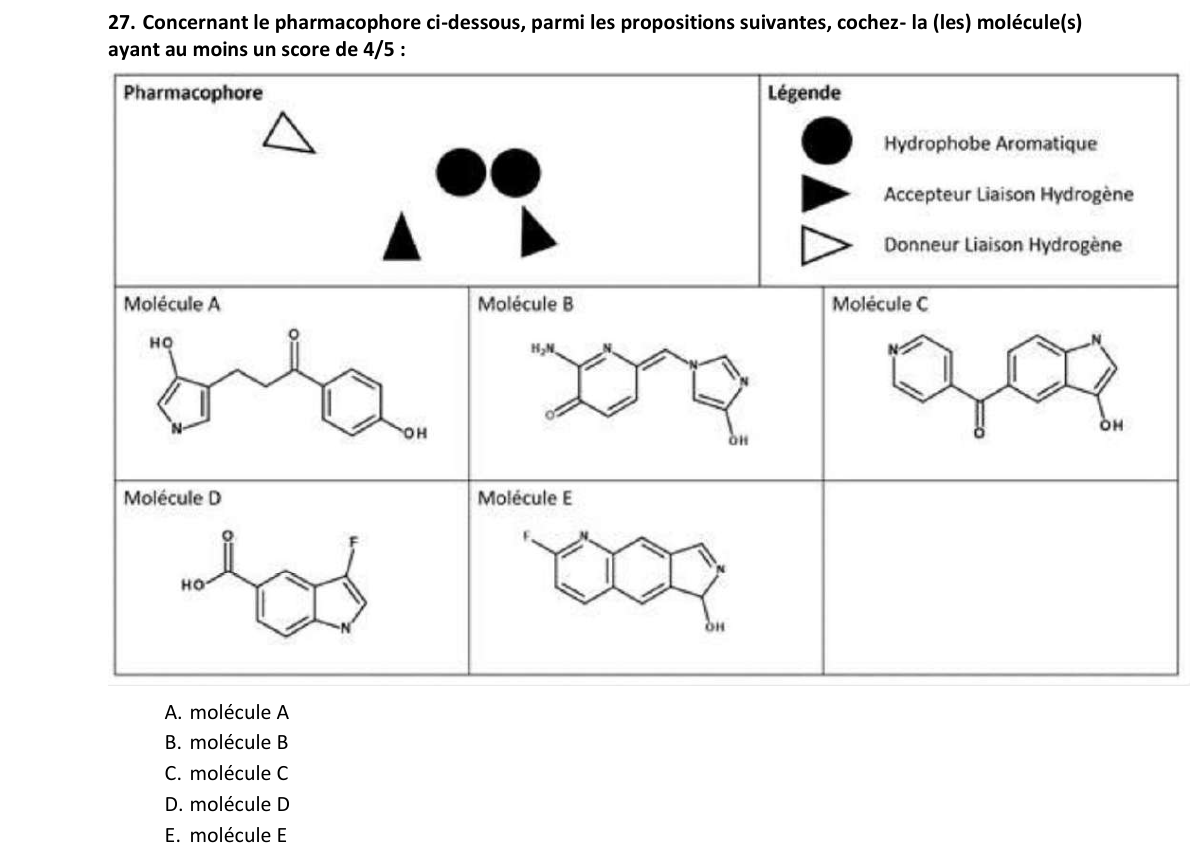 27. Concernant le pharmacophore ci-dessous, parmi les propositions suivantes, cochez- la (les) molécule(s)
ayant au moins un score de 4/5 :
Pharmacophore
Légende
Hydrophobe Aromatique
Accepteur Liaison Hydrogène
Donneur Liaison Hydrogène
Molécule A
HO
O
N
OH
Molécule B
H₂N
N
O
N
N
OH
Molécule C
N
O
N
OH
Molécule D
O
HO
F
N
Molécule E
F
N
N
OH
A. molécule A
B. molécule B
C. molécule C
D. molécule D
E. molécule E